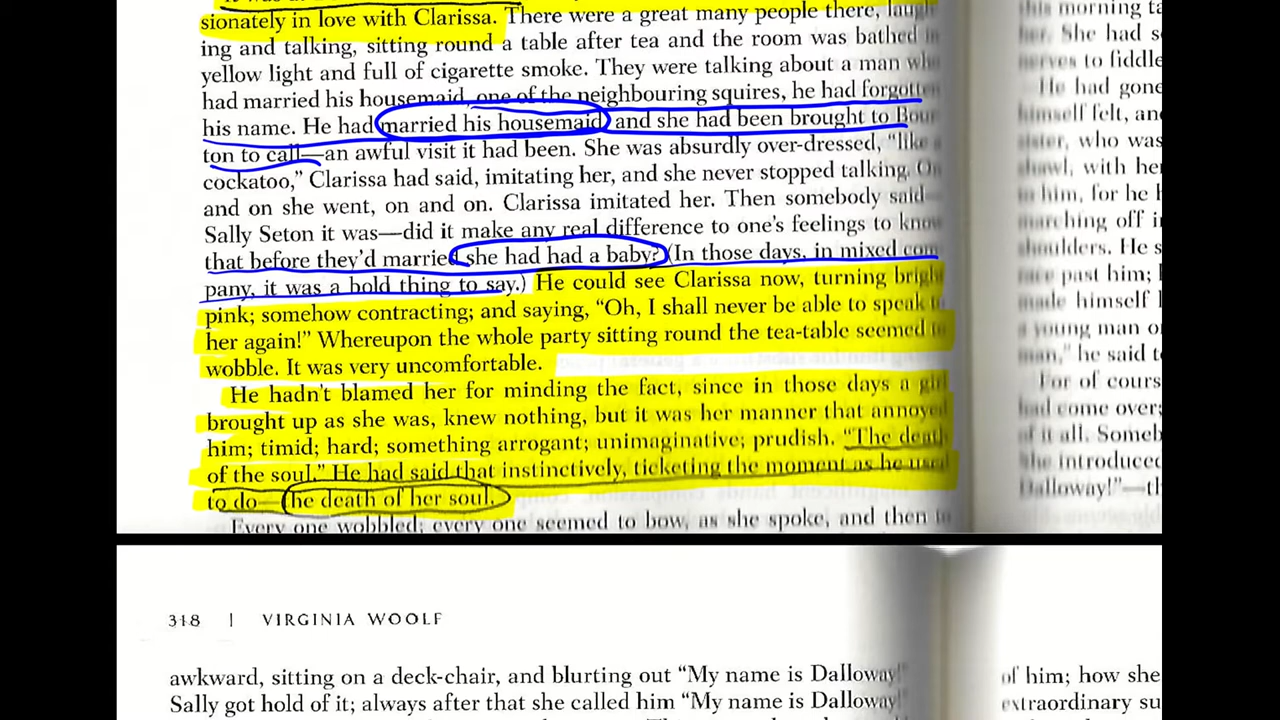 sionately in love with Clarissa. There were a great many people there, laugh
ing and talking, sitting round a table after tea and the room was bathed in
yellow light and full of cigarette smoke. They were talking about a man who
had married his housemaid, one of the neighbouring squires, he had forgotten
his name. He had married his housemaid and she had been brought to Bour
ton to call—an awful visit it had been. She was absurdly over-dressed, "like a
cockatoo," Clarissa had said, imitating her, and she never stopped talking. On
and on she went, on and on. Clarissa imitated her. Then somebody said—
Sally Seton it was—did it make any real difference to one's feelings to know
that before they'd married she had had a baby? (In those days, in mixed com
pany, it was a bold thing to say.) He could see Clarissa now, turning bright
pink; somehow contracting; and saying, "Oh, I shall never be able to speak to
her again!" Whereupon the whole party sitting round the tea-table seemed to
wobble. It was very uncomfortable.
He hadn't blamed her for minding the fact, since in those days a girl
brought up as she was, knew nothing, but it was her manner that annoyed
him; timid; hard; something arrogant; unimaginative; prudish. "The death
of the soul." He had said that instinctively, ticketing the moment as he used
to do—the death of her soul.
Every one wobbled; every one seemed to bow, as she spoke, and then to
this morning ta
her. She had s
nerves to fiddle
He had gone
himself felt, an
sister, who was
shawl, with her
to him, for he h
marching off i
shoulders. He s
race past him;
made himself
a young man o
man," he said t
For of cours
had come over;
of it all. Someb
She introduced
Dalloway!"—th
318 | VIRGINIA WOOLF
awkward, sitting on a deck-chair, and blurting out "My name is Dalloway!"
Sally got hold of it; always after that she called him "My name is Dalloway!"
of him; how she
extraordinary su